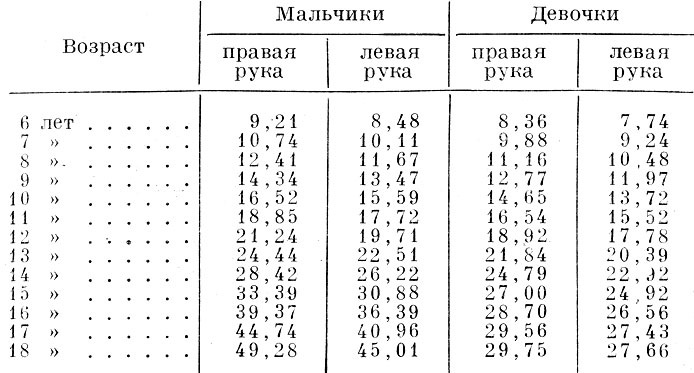 Мальчики Девочки
Возраст правая левая правая левая
рука рука рука рука
6 лет . . . . . . 9,21 8,48 8,36 7,74
7 » . . . . . . 10,74 10,11 9,88 9,24
8 ». . . . . . . 12,41 11,67 11,16 10,48
9 » . . . . . . 14,34 13,47 12,77 11,97
10 » . . . . . . 16,52 15,59 14,65 13,72
11 » . . . . . . 18,85 17,72 16,54 15,52
12 » . . . . . . 21,24 19,71 18,92 17,78
13 » . . . . . . 24,44 22,51 21,84 20,39
14 » . . . . . . 28,42 26,22 24,79 22,92
15 » . . . . . . 33,39 30,88 27,00 24,92
16 » . . . . . . 39,37 36,39 28,70 26,56
17 » . . . . . . 44,74 40,96 29,56 27,43
18 » . . . . . . 49,28 45,01 29,75 27,66